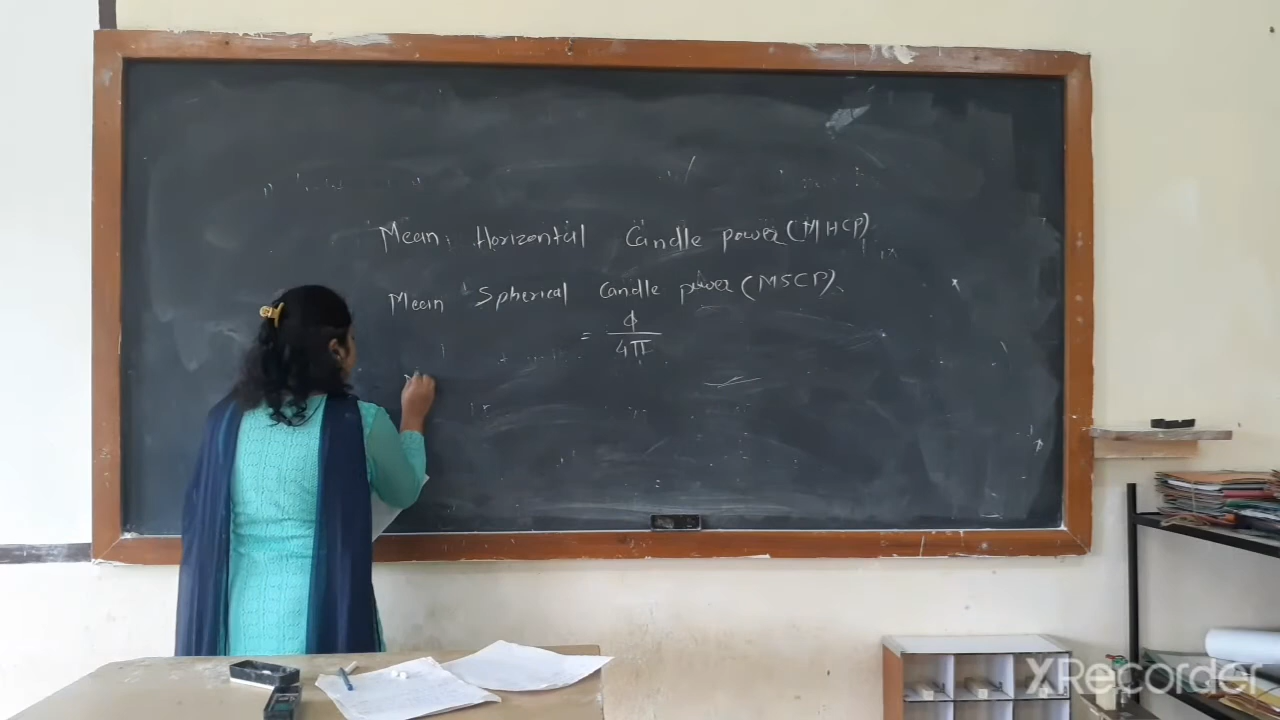 Mean Horizontal Candle power (MHCP)
Mean Spherical Candle power (MSCP)
= ϕ / 4π
XRecorder